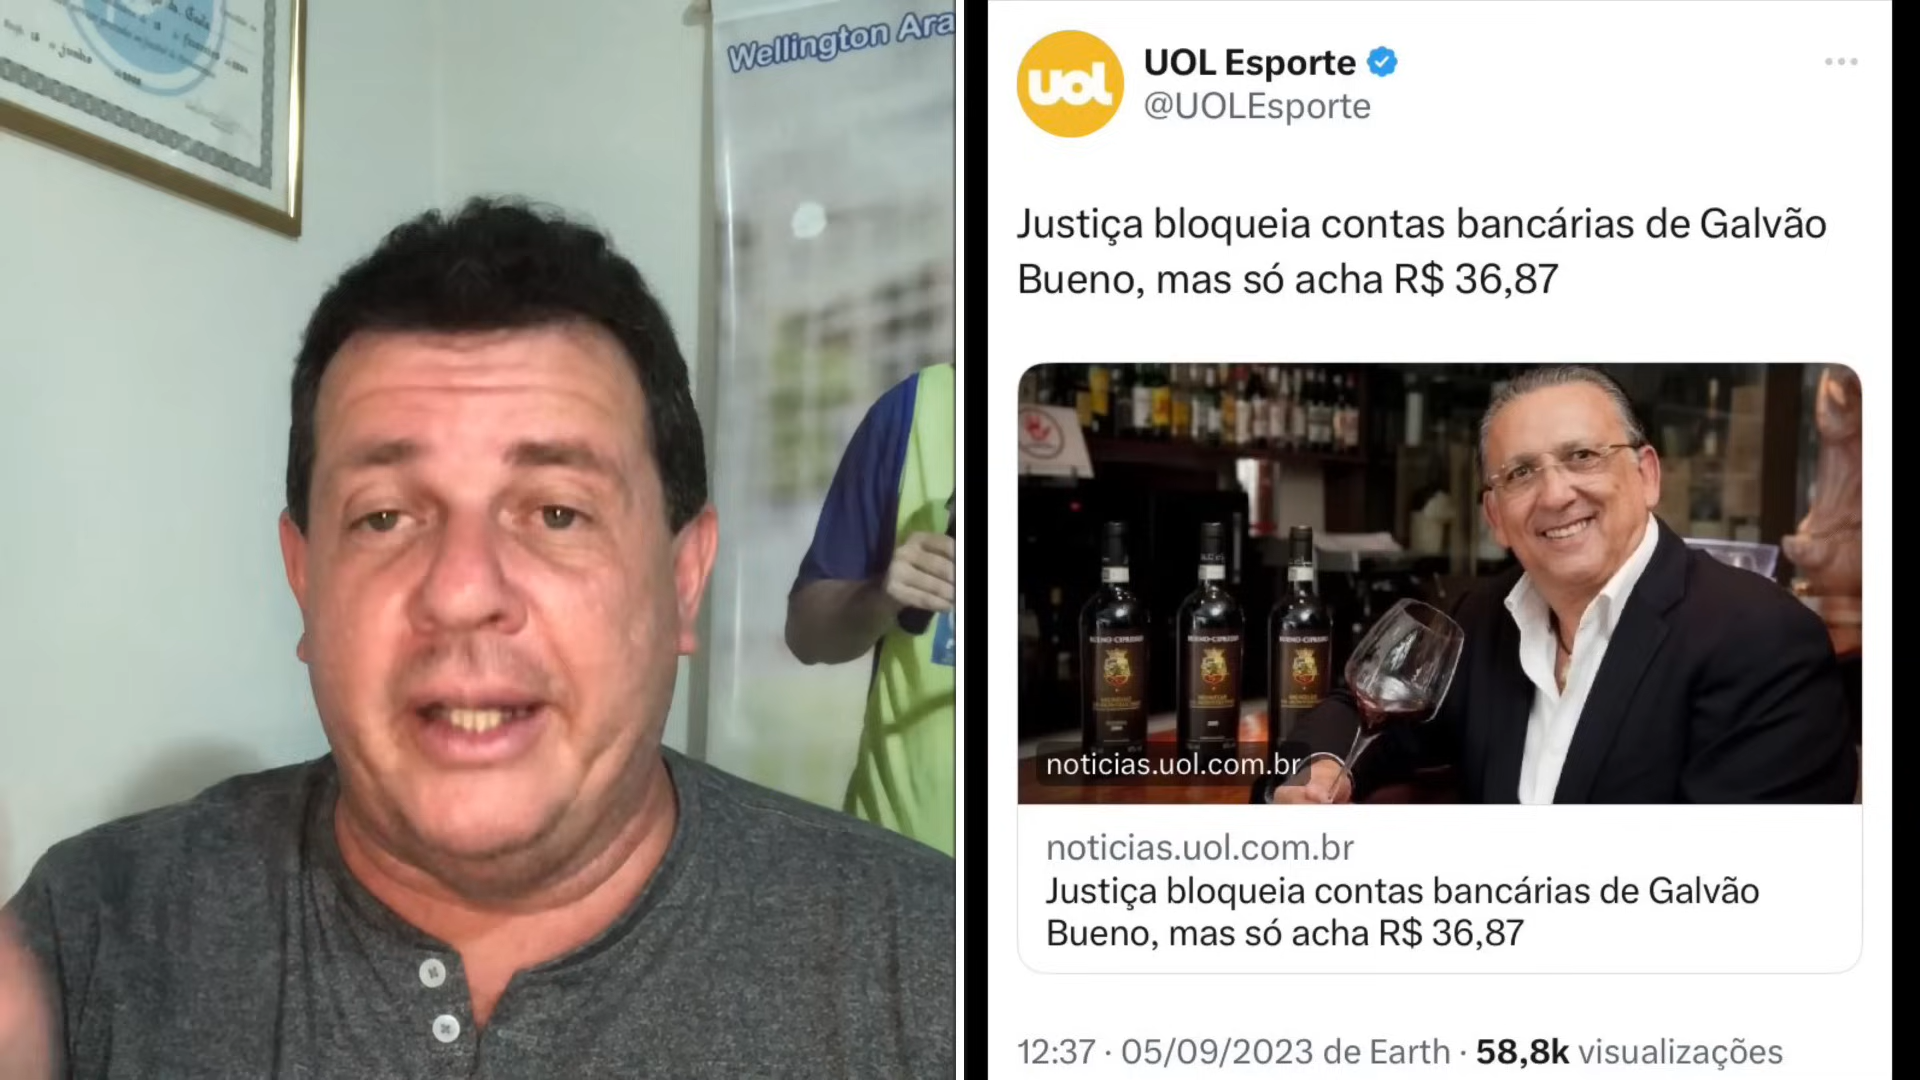 Wellington Ara
uol
UOL Esporte
@UOLEsporte
Justiça bloqueia contas bancárias de Galvão
Bueno, mas só acha R$ 36,87
noticias.uol.com.br
noticias.uol.com.br
Justiça bloqueia contas bancárias de Galvão
Bueno, mas só acha R$ 36,87
12:37 · 05/09/2023 de Earth · 58,8k visualizações